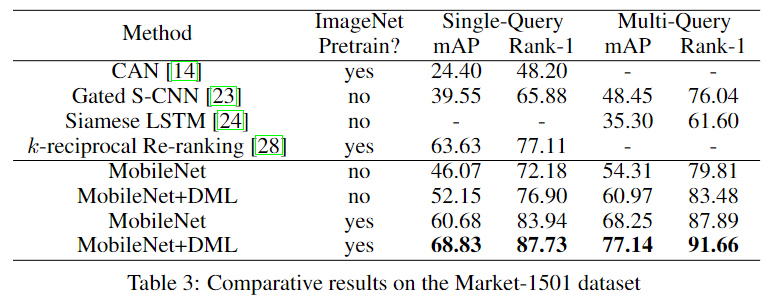 Method ImageNet Pretrain? Single-Query Multi-Query
mAP Rank-1 mAP Rank-1
CAN [14] yes 24.40 48.20 - -
Gated S-CNN [23] no 39.55 65.88 48.45 76.04
Siamese LSTM [24] no - - 35.30 61.60
k-reciprocal Re-ranking [28] yes 63.63 77.11 - -
MobileNet no 46.07 72.18 54.31 79.81
MobileNet+DML no 52.15 76.90 60.97 83.48
MobileNet yes 60.68 83.94 68.25 87.89
MobileNet+DML yes 68.83 87.73 77.14 91.66
Table 3: Comparative results on the Market-1501 dataset